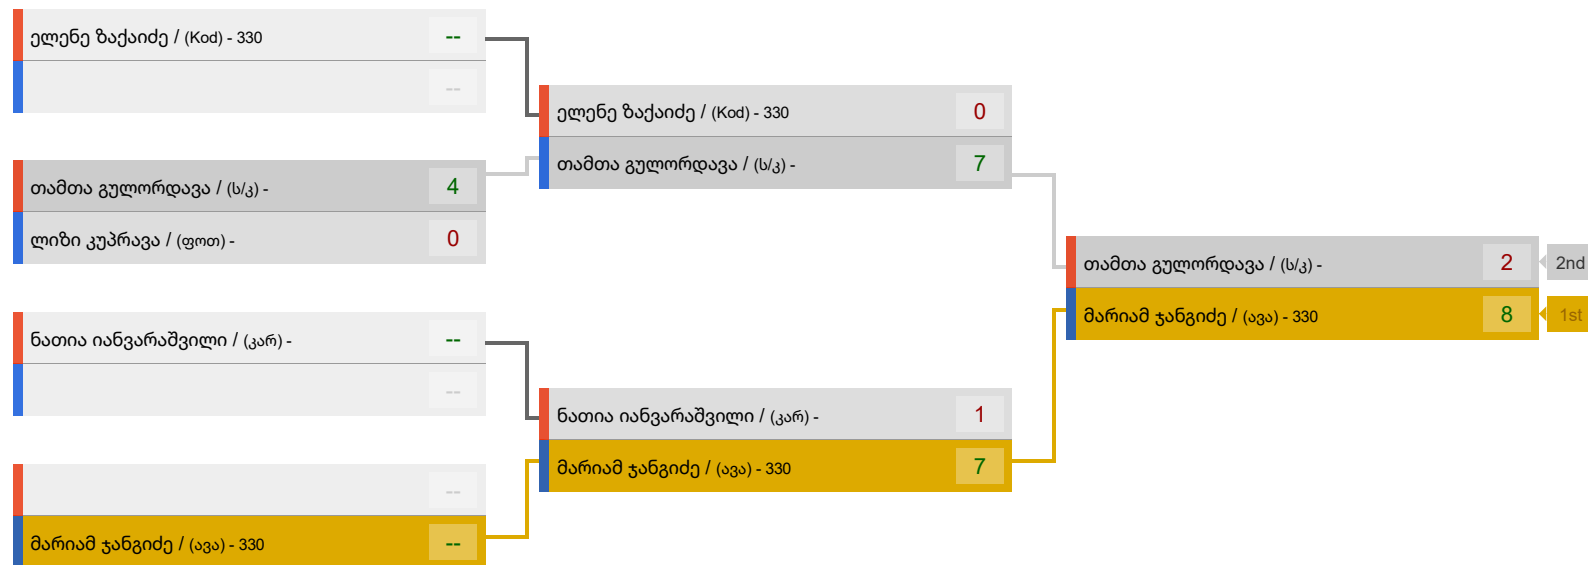 ელენე ზაქაიძე / (Kod) - 330 --
--
თამთა გულორდავა / (ს/კ) - 4
ლიზი კუპრავა / (ფოთ) - 0
ნათია იანვარაშვილი / (კარ) - --
--
--
მარიამ ჯანგიძე / (ავა) - 330 --
ელენე ზაქაიძე / (Kod) - 330 0
თამთა გულორდავა / (ს/კ) - 7
ნათია იანვარაშვილი / (კარ) - 1
მარიამ ჯანგიძე / (ავა) - 330 7
თამთა გულორდავა / (ს/კ) - 2 2nd
მარიამ ჯანგიძე / (ავა) - 330 8 1st